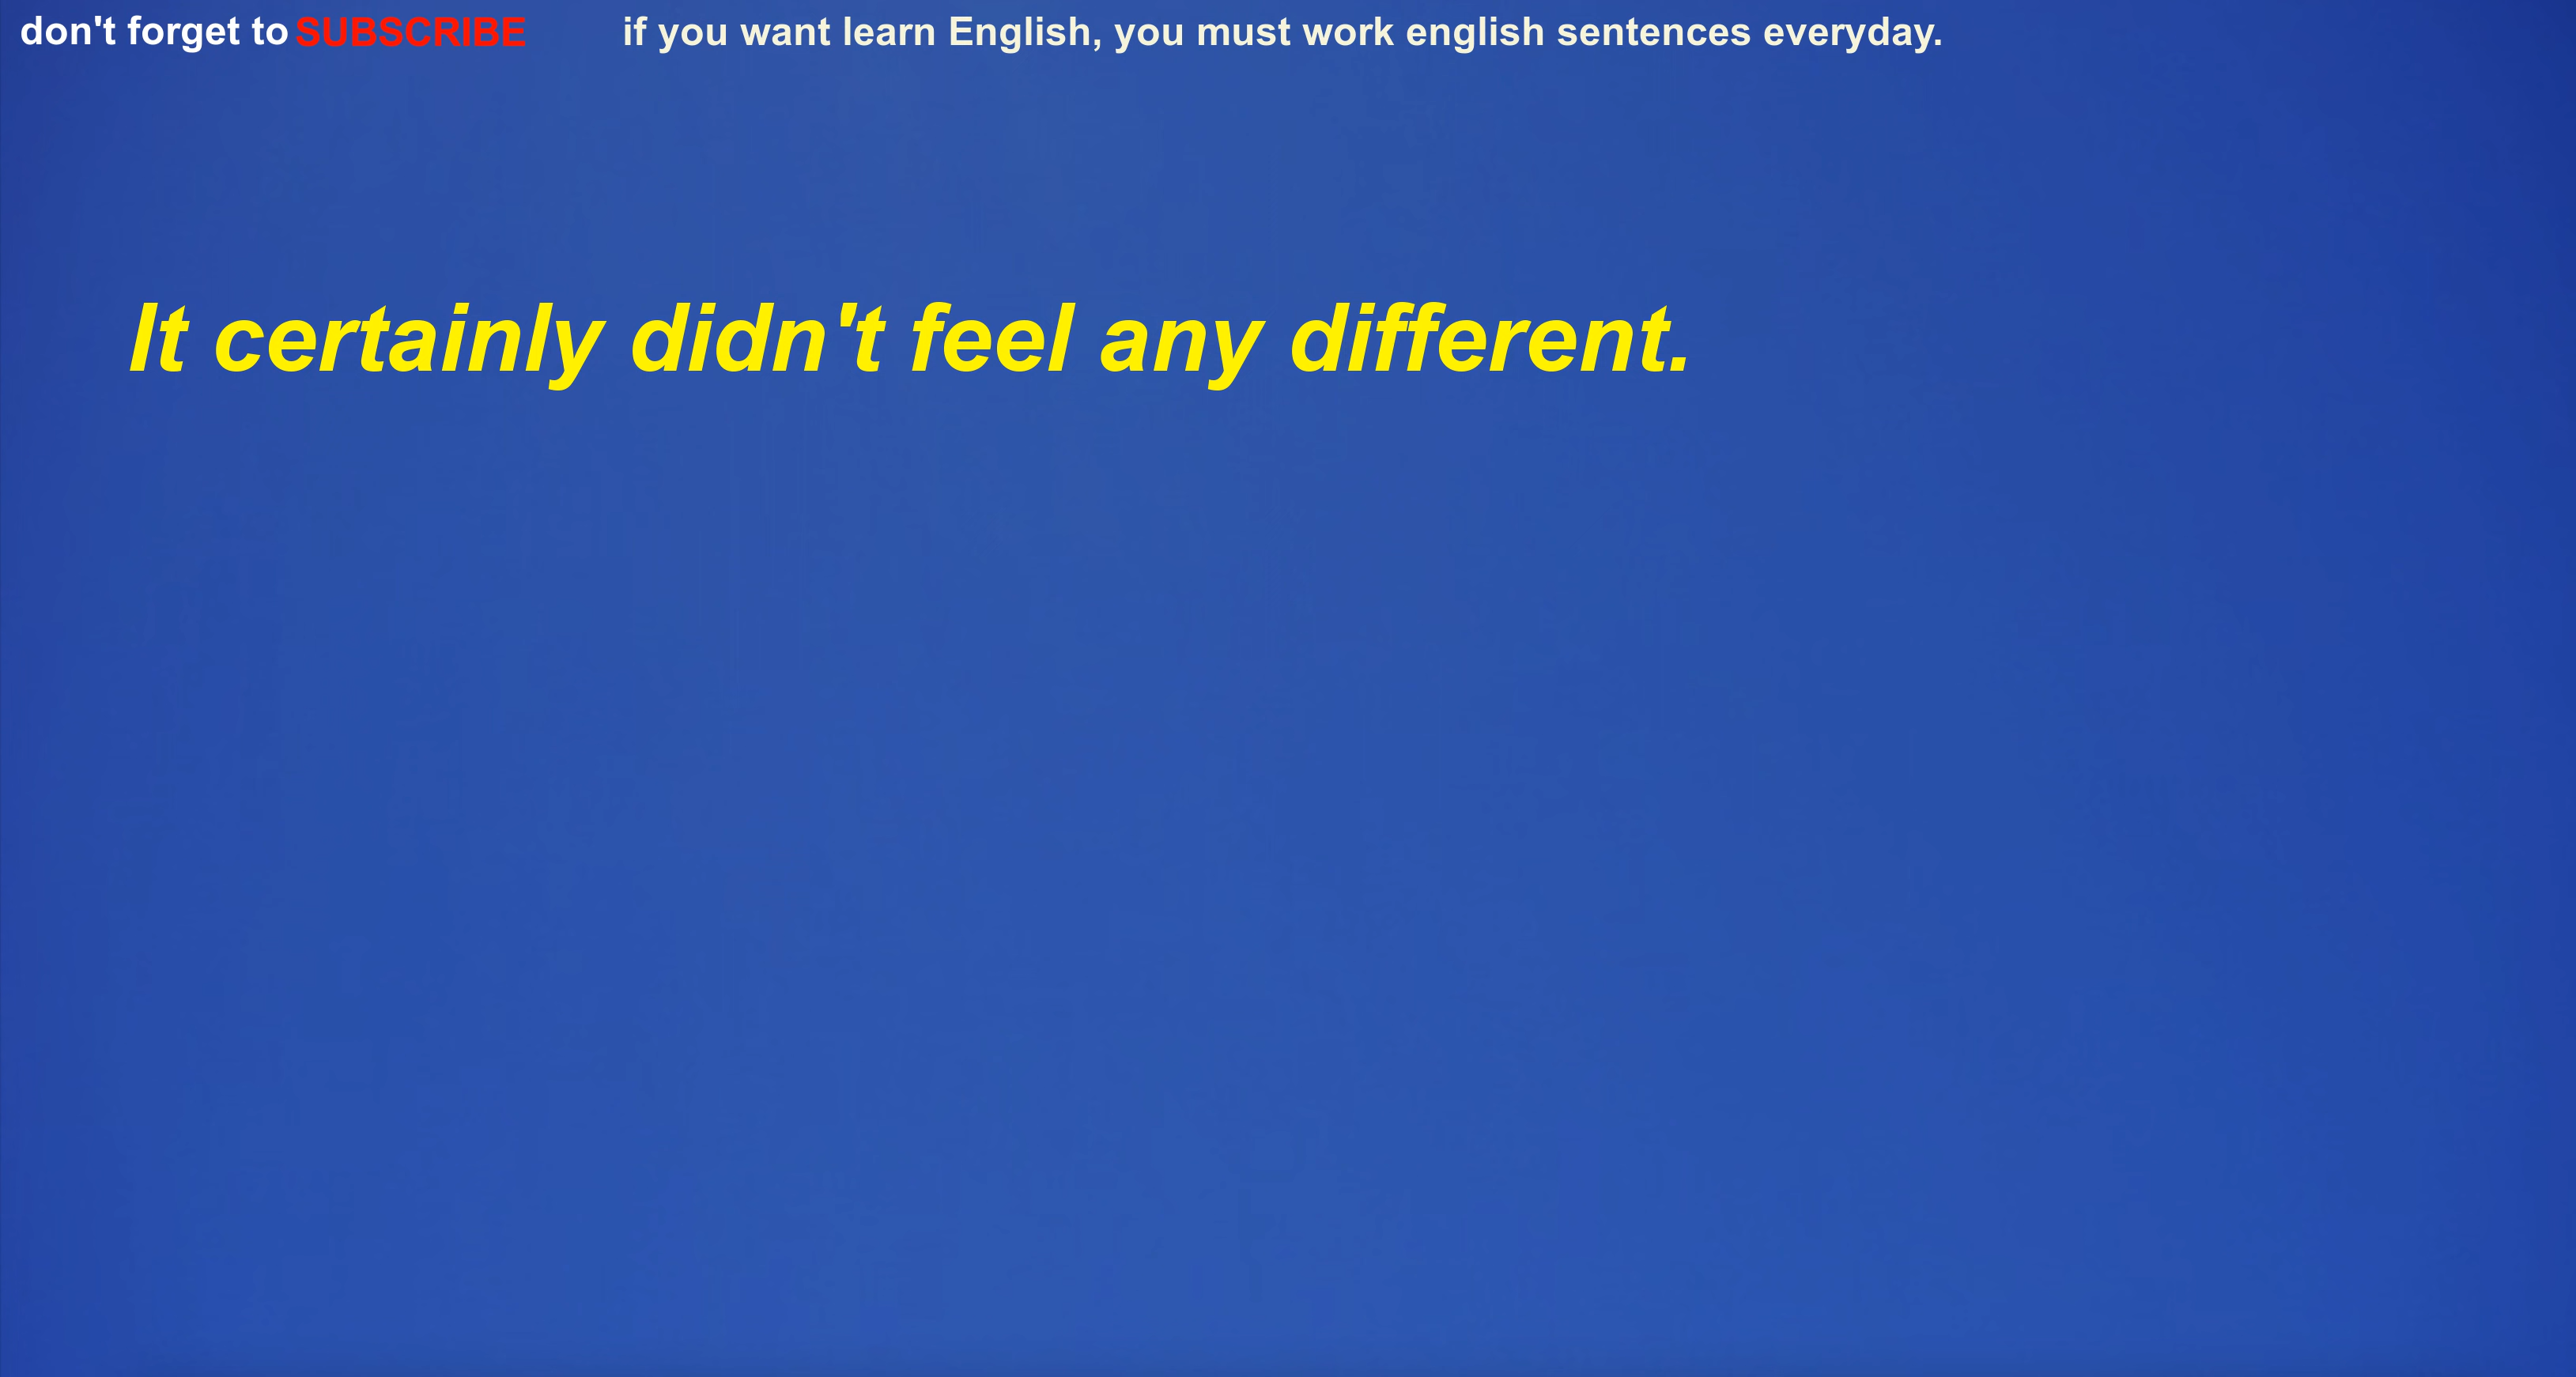 don't forget to SUBSCRIBE if you want learn English, you must work english sentences everyday.
It certainly didn't feel any different.